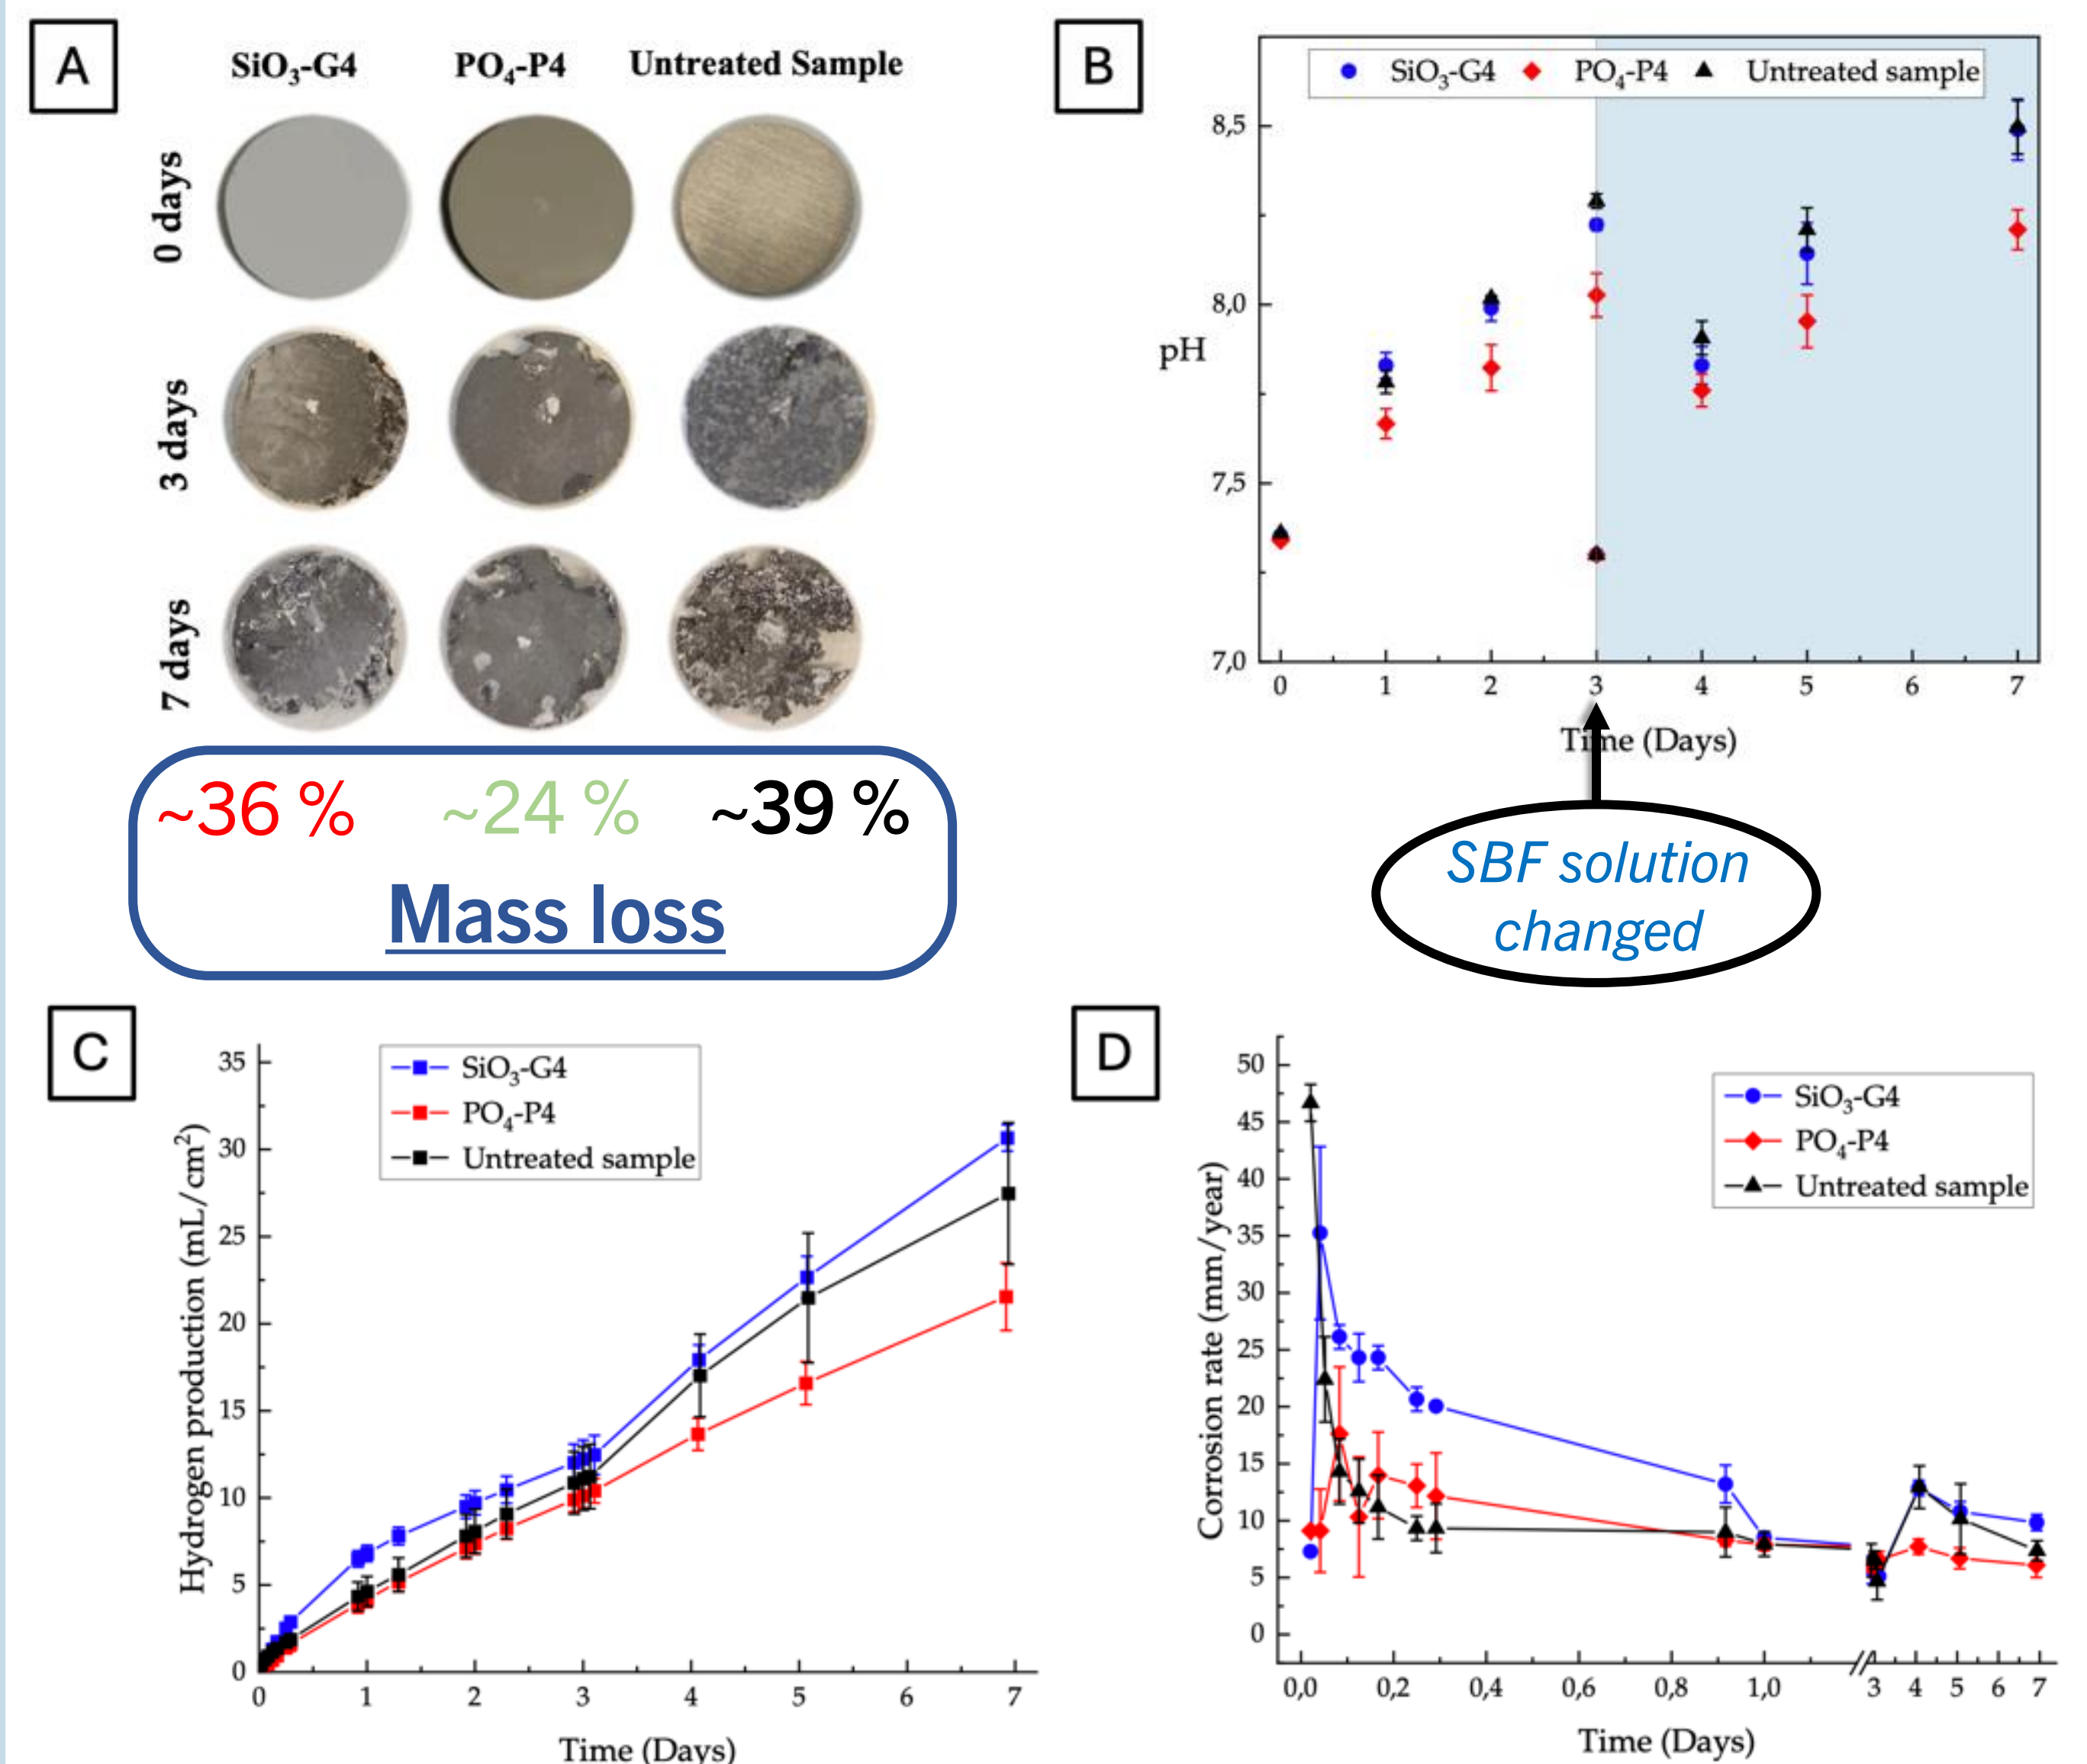 A
SiO₃-G4 PO₄-P4 Untreated Sample
0 days
3 days
7 days
~36 % ~24 % ~39 %
Mass loss
B
SiO₃-G4 PO₄-P4 Untreated sample
8,5
8,0
7,5
7,0
pH
0 1 2 3 4 5 6 7
Time (Days)
SBF solution
changed
C
SiO₃-G4
PO₄-P4
Untreated sample
35
30
25
20
15
10
5
0
Hydrogen production (mL/cm²)
0 1 2 3 4 5 6 7
Time (Days)
D
SiO₃-G4
PO₄-P4
Untreated sample
50
45
40
35
30
25
20
15
10
5
0
Corrosion rate (mm/year)
0,0 0,2 0,4 0,6 0,8 1,0 3 4 5 6 7
Time (Days)